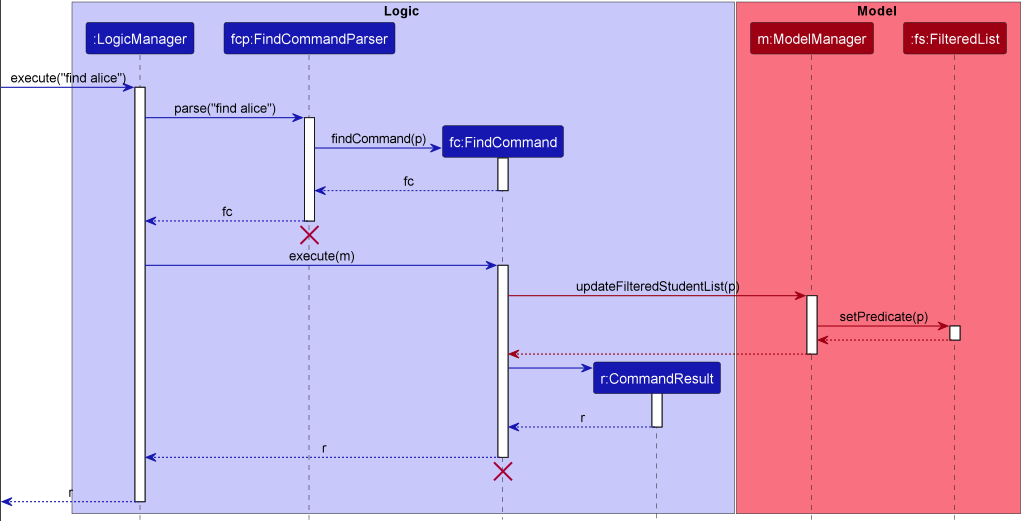 Logic
Model
:LogicManager
fcp:FindCommandParser
m:ModelManager
:fs:FilteredList
execute("find alice")
parse("find alice")
findCommand(p)
fc:FindCommand
fc
fc
execute(m)
updateFilteredStudentList(p)
setPredicate(p)
r:CommandResult
r
r
r